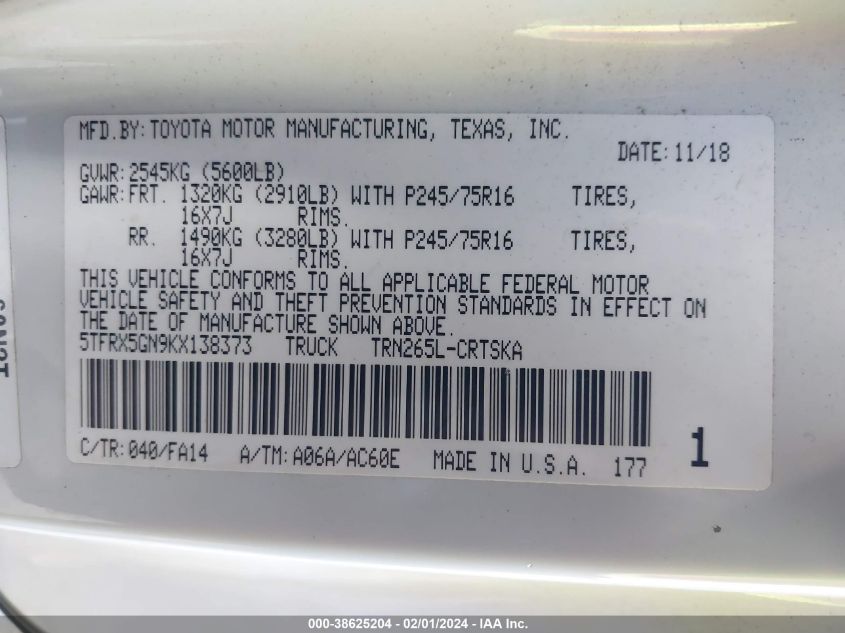 MFD.BY: TOYOTA MOTOR MANUFACTURING, TEXAS, INC.
DATE: 11/18
GVWR: 2545KG (5600LB)
GAWR: FRT. 1320KG (2910LB) WITH P245/75R16 TIRES,
16X7J RIMS.
RR. 1490KG (3280LB) WITH P245/75R16 TIRES,
16X7J RIMS.
THIS VEHICLE CONFORMS TO ALL APPLICABLE FEDERAL MOTOR
VEHICLE SAFETY AND THEFT PREVENTION STANDARDS IN EFFECT ON
THE DATE OF MANUFACTURE SHOWN ABOVE.
5TFRX5GN9KX138373 TRUCK TRN265L-CRTSKA
C/TR: 040/FA14 A/TM: A06A/AC60E MADE IN U.S.A. 177 1
000-38625204 - 02/01/2024 - IAA Inc.